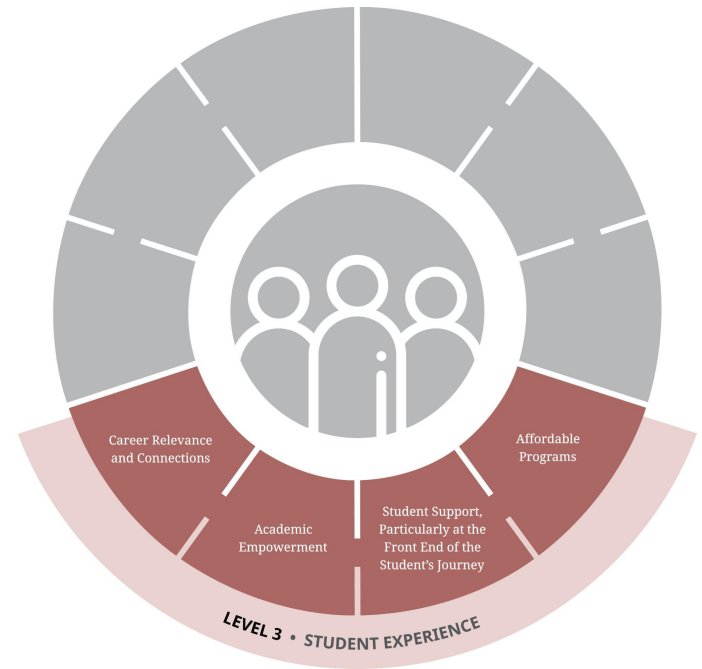 Career Relevance
and Connections
Academic
Empowerment
Student Support,
Particularly at the
Front End of the
Student's Journey
Affordable
Programs
LEVEL 3 • STUDENT EXPERIENCE